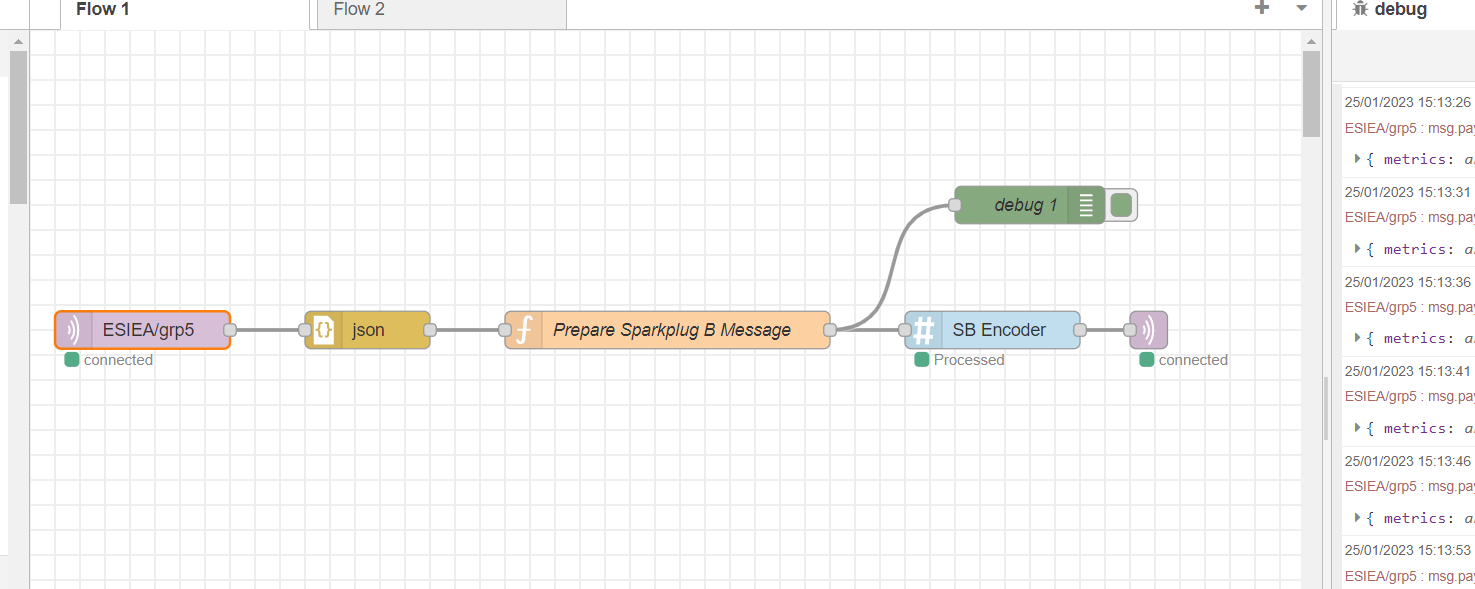 Flow 1
Flow 2
debug
debug 1
ESIEA/grp5
json
Prepare Sparkplug B Message
SB Encoder
connected
Processed
connected
25/01/2023 15:13:26
ESIEA/grp5 : msg.pay
{ metrics: a
25/01/2023 15:13:31
ESIEA/grp5 : msg.pay
{ metrics: a
25/01/2023 15:13:36
ESIEA/grp5 : msg.pay
{ metrics: a
25/01/2023 15:13:41
ESIEA/grp5 : msg.pay
{ metrics: a
25/01/2023 15:13:46
ESIEA/grp5 : msg.pay
{ metrics: a
25/01/2023 15:13:53
ESIEA/grp5 : msg.pay